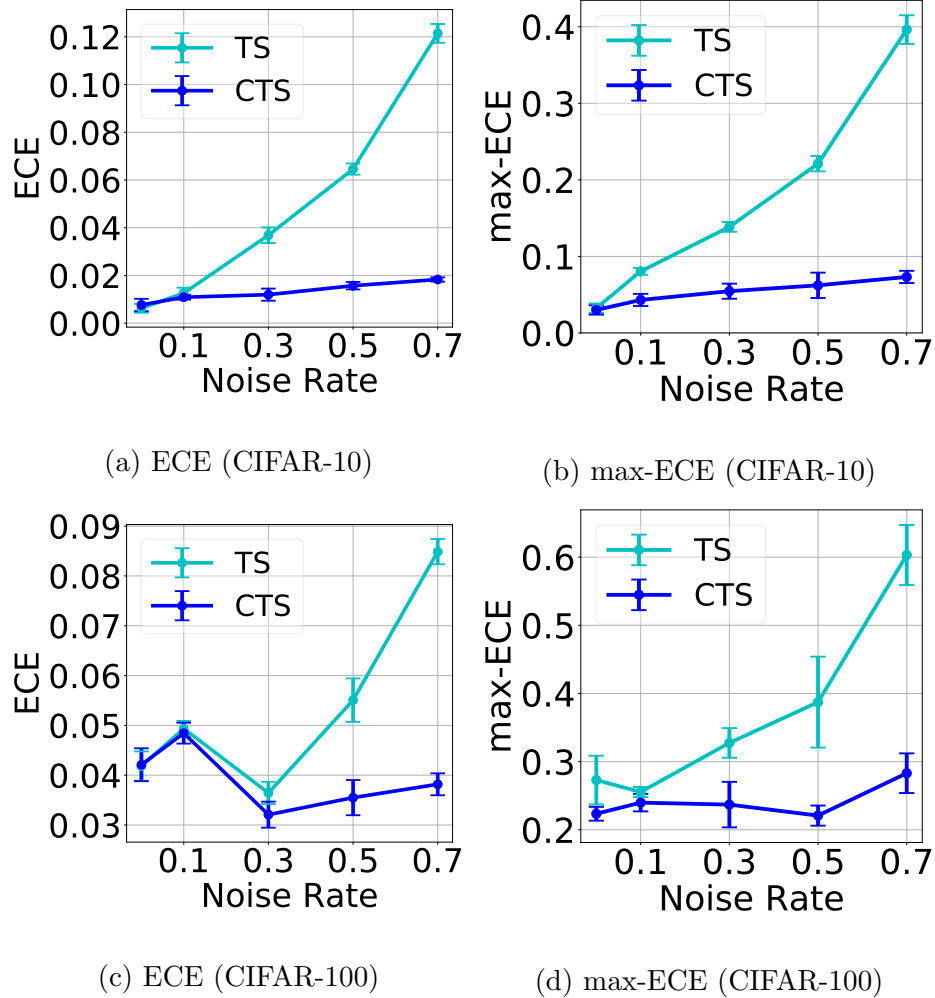 0.12
0.10
0.08
0.06
0.04
0.02
0.00
ECE
TS
CTS
0.1 0.3 0.5 0.7
Noise Rate
(a) ECE (CIFAR-10)
0.4
0.3
0.2
0.1
0.0
max-ECE
TS
CTS
0.1 0.3 0.5 0.7
Noise Rate
(b) max-ECE (CIFAR-10)
0.09
0.08
0.07
0.06
0.05
0.04
0.03
ECE
TS
CTS
0.1 0.3 0.5 0.7
Noise Rate
(c) ECE (CIFAR-100)
0.6
0.5
0.4
0.3
0.2
max-ECE
TS
CTS
0.1 0.3 0.5 0.7
Noise Rate
(d) max-ECE (CIFAR-100)